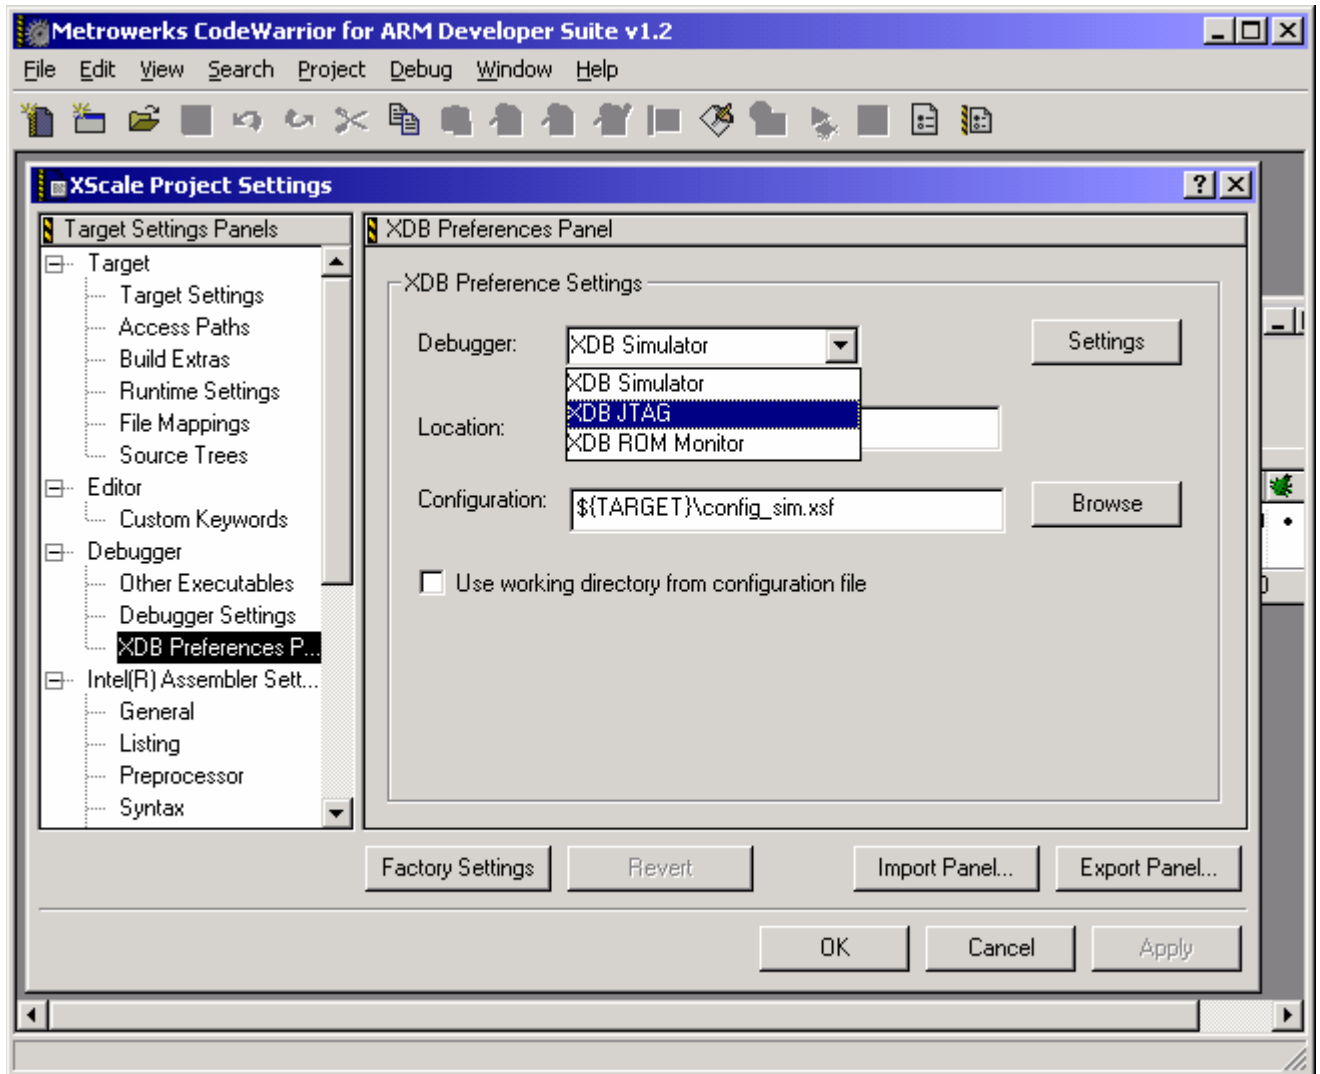 Metrowerks CodeWarrior for ARM Developer Suite v1.2
File Edit View Search Project Debug Window Help
XScale Project Settings
Target Settings Panels
Target
Target Settings
Access Paths
Build Extras
Runtime Settings
File Mappings
Source Trees
Editor
Custom Keywords
Debugger
Other Executables
Debugger Settings
XDB Preferences P...
Intel(R) Assembler Sett...
General
Listing
Preprocessor
Syntax
XDB Preferences Panel
XDB Preference Settings
Debugger: XDB Simulator Settings
XDB Simulator
XDB JTAG
XDB ROM Monitor
Location:
Configuration: ${TARGET}\config_sim.xsf Browse
Use working directory from configuration file
Factory Settings Revert Import Panel... Export Panel...
OK Cancel Apply